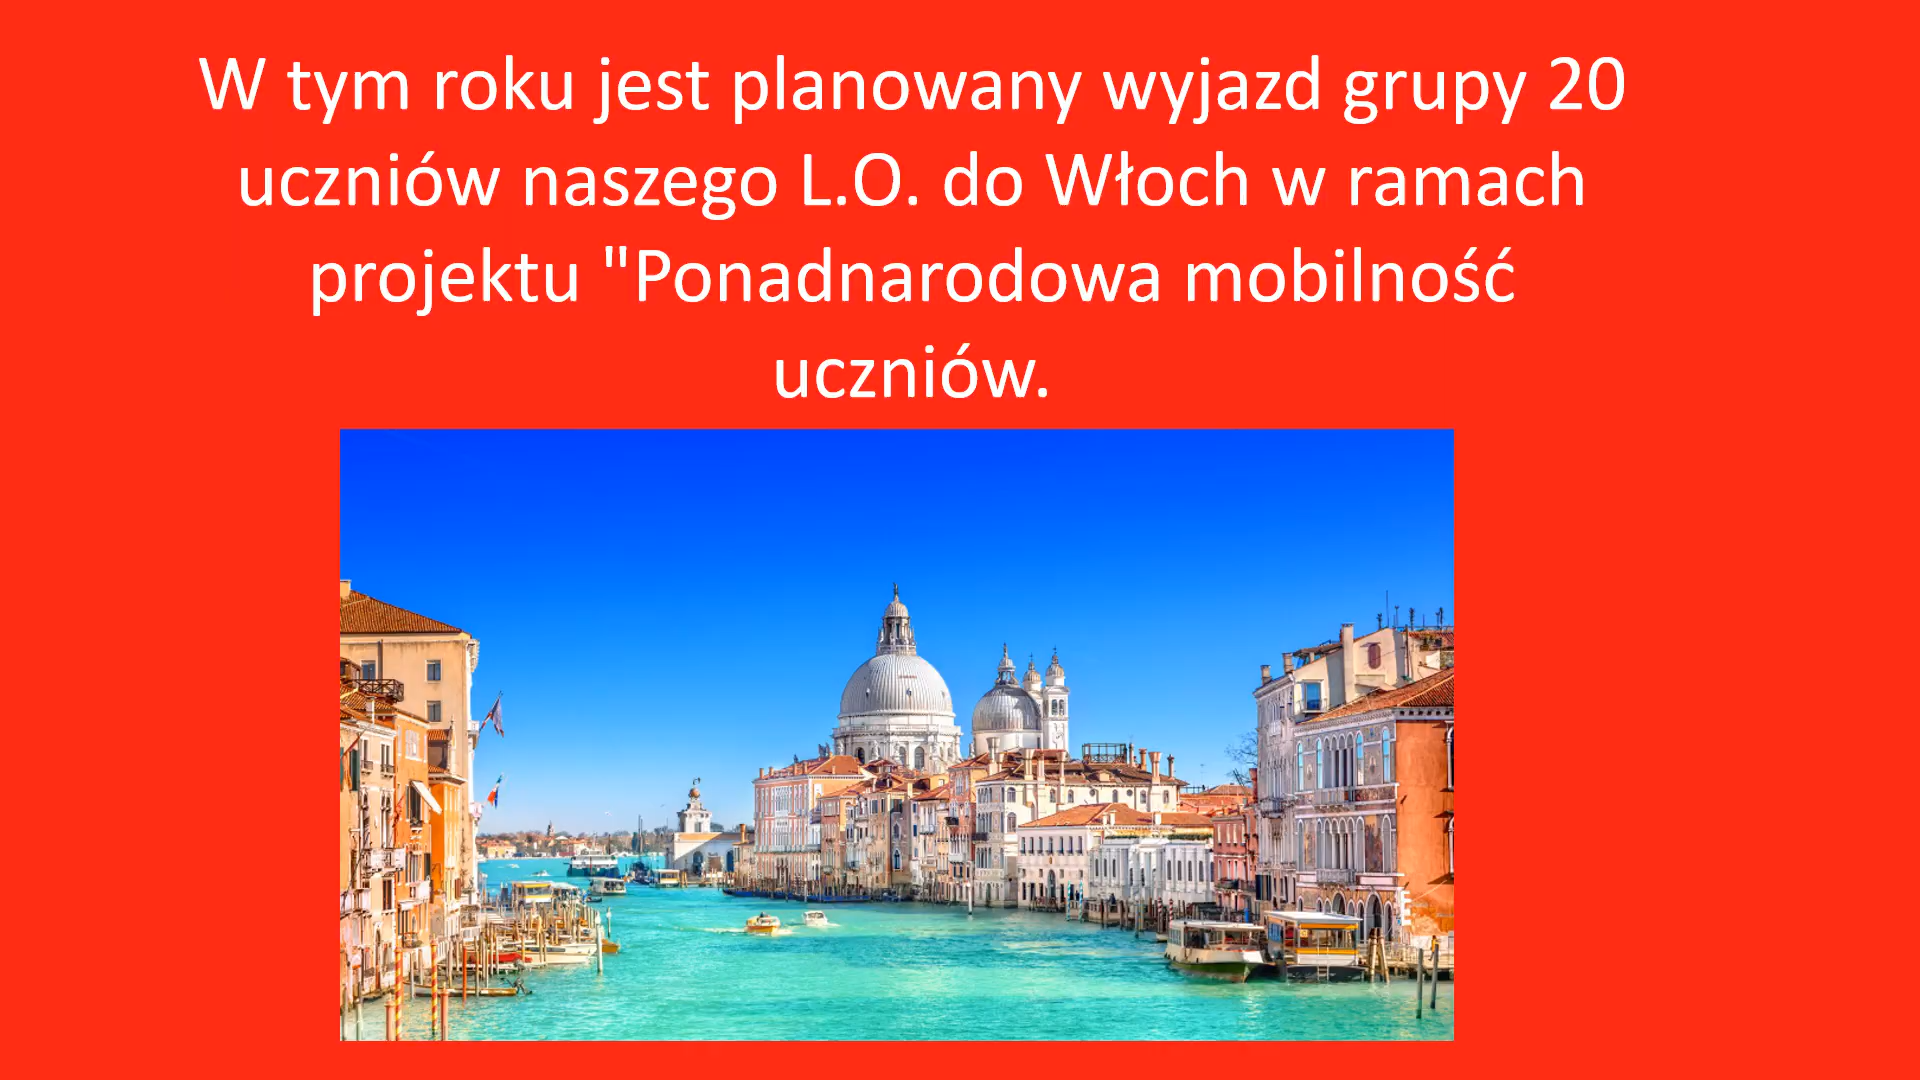 W tym roku jest planowany wyjazd grupy 20
uczniów naszego L.O. do Włoch w ramach
projektu "Ponadnarodowa mobilność
uczniów.